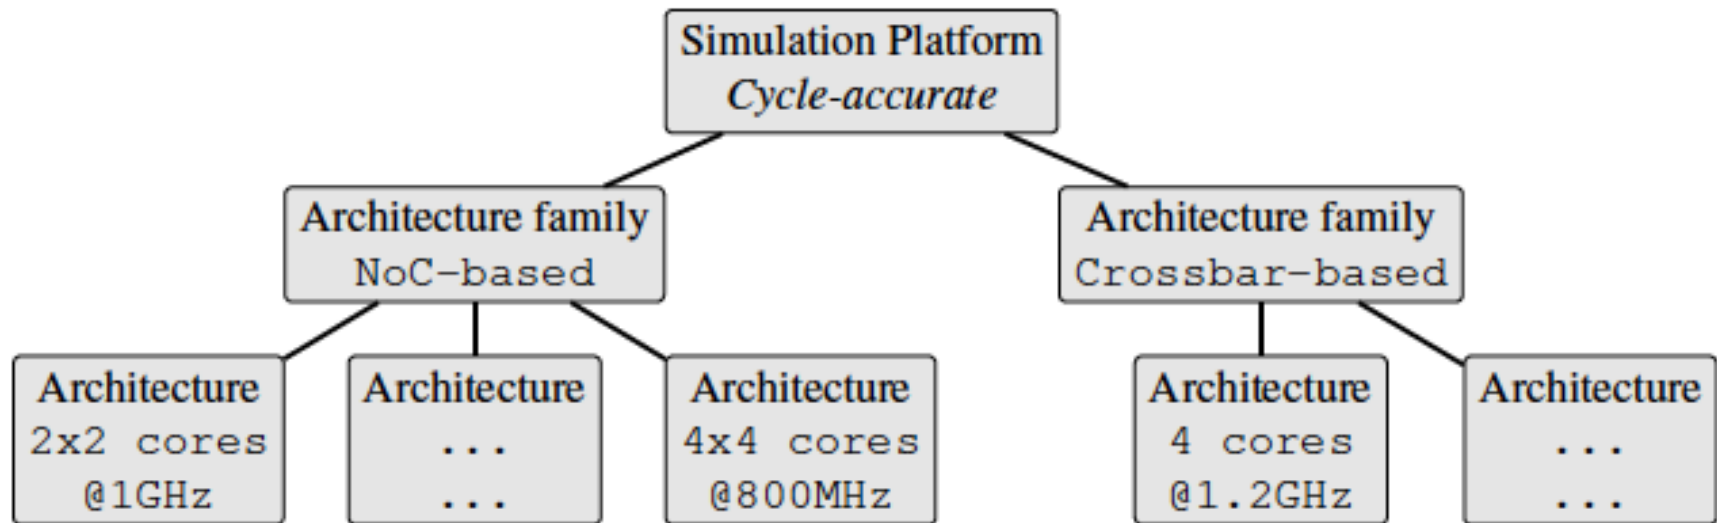 Simulation Platform
Cycle-accurate
Architecture family
NoC-based
Architecture family
Crossbar-based
Architecture
2x2 cores
@1GHz
Architecture
...
...
Architecture
4x4 cores
@800MHz
Architecture
4 cores
@1.2GHz
Architecture
...
...